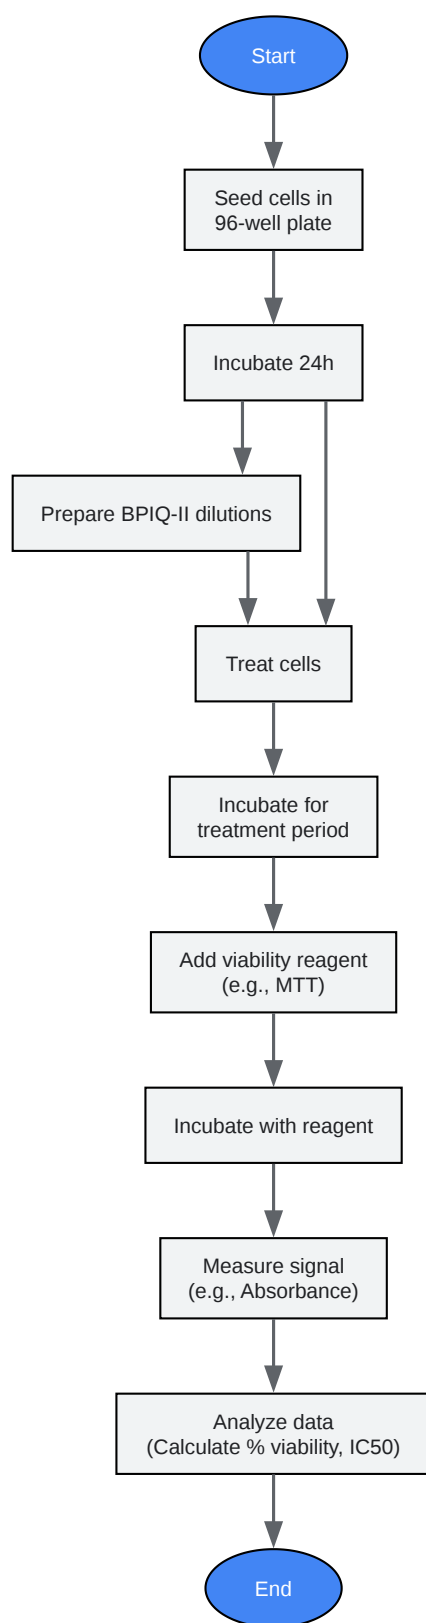 Start
Seed cells in
96-well plate
Incubate 24h
Prepare BPIQ-II dilutions
Treat cells
Incubate for
treatment period
Add viability reagent
(e.g., MTT)
Incubate with reagent
Measure signal
(e.g., Absorbance)
Analyze data
(Calculate % viability, IC50)
End